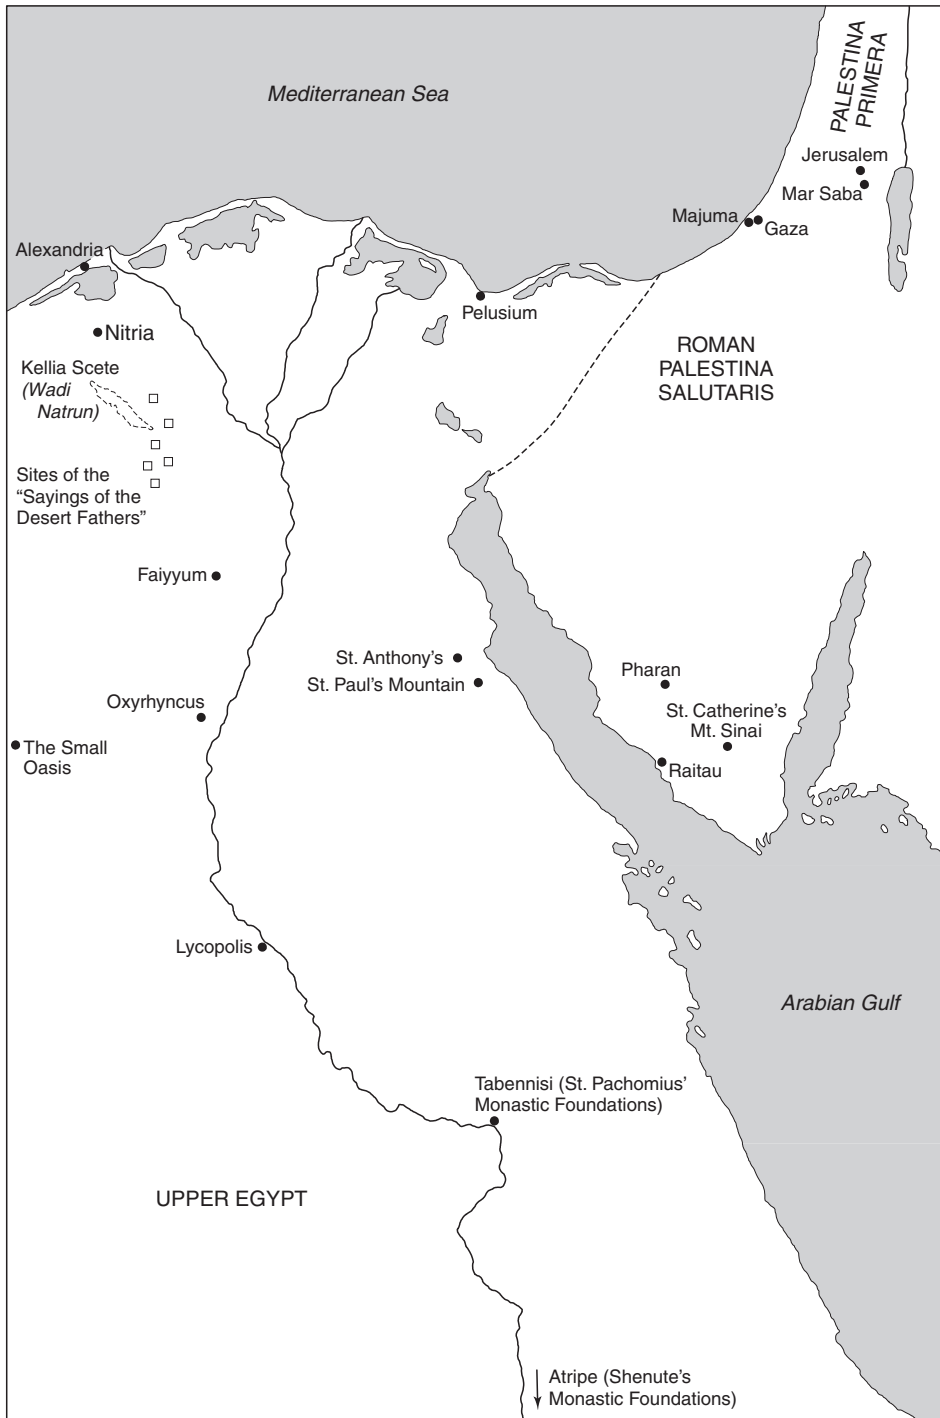 Mediterranean Sea
PALESTINA
PRIMERA
Jerusalem
Mar Saba
Majuma
Gaza
Alexandria
Pelusium
Nitria
ROMAN
PALESTINA
SALUTARIS
Kellia Scete
(Wadi
Natrun)
Sites of the
“Sayings of the
Desert Fathers”
Faiyyum
St. Anthony’s
St. Paul’s Mountain
Pharan
Oxyrhyncus
St. Catherine’s
Mt. Sinai
The Small
Oasis
Raitau
Lycopolis
Arabian Gulf
Tabennisi (St. Pachomius’
Monastic Foundations)
UPPER EGYPT
Atripe (Shenute’s
Monastic Foundations)